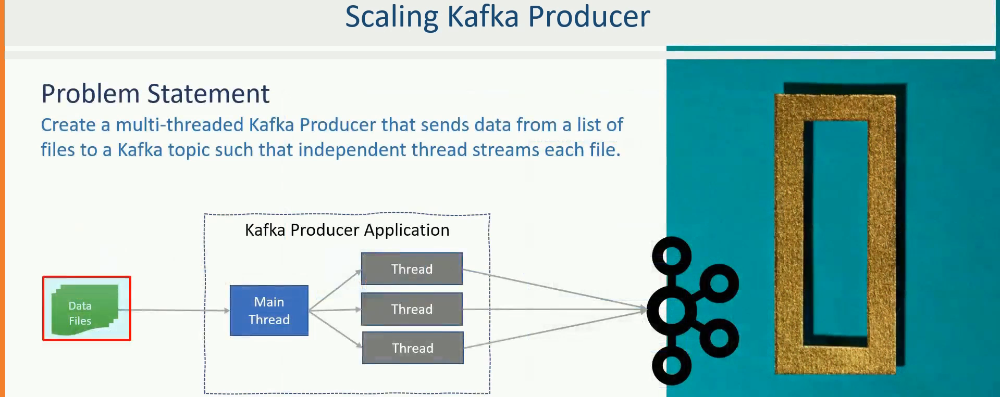 Scaling Kafka Producer
Problem Statement
Create a multi-threaded Kafka Producer that sends data from a list of
files to a Kafka topic such that independent thread streams each file.
Kafka Producer Application
Data
Files
Main
Thread
Thread
Thread
Thread